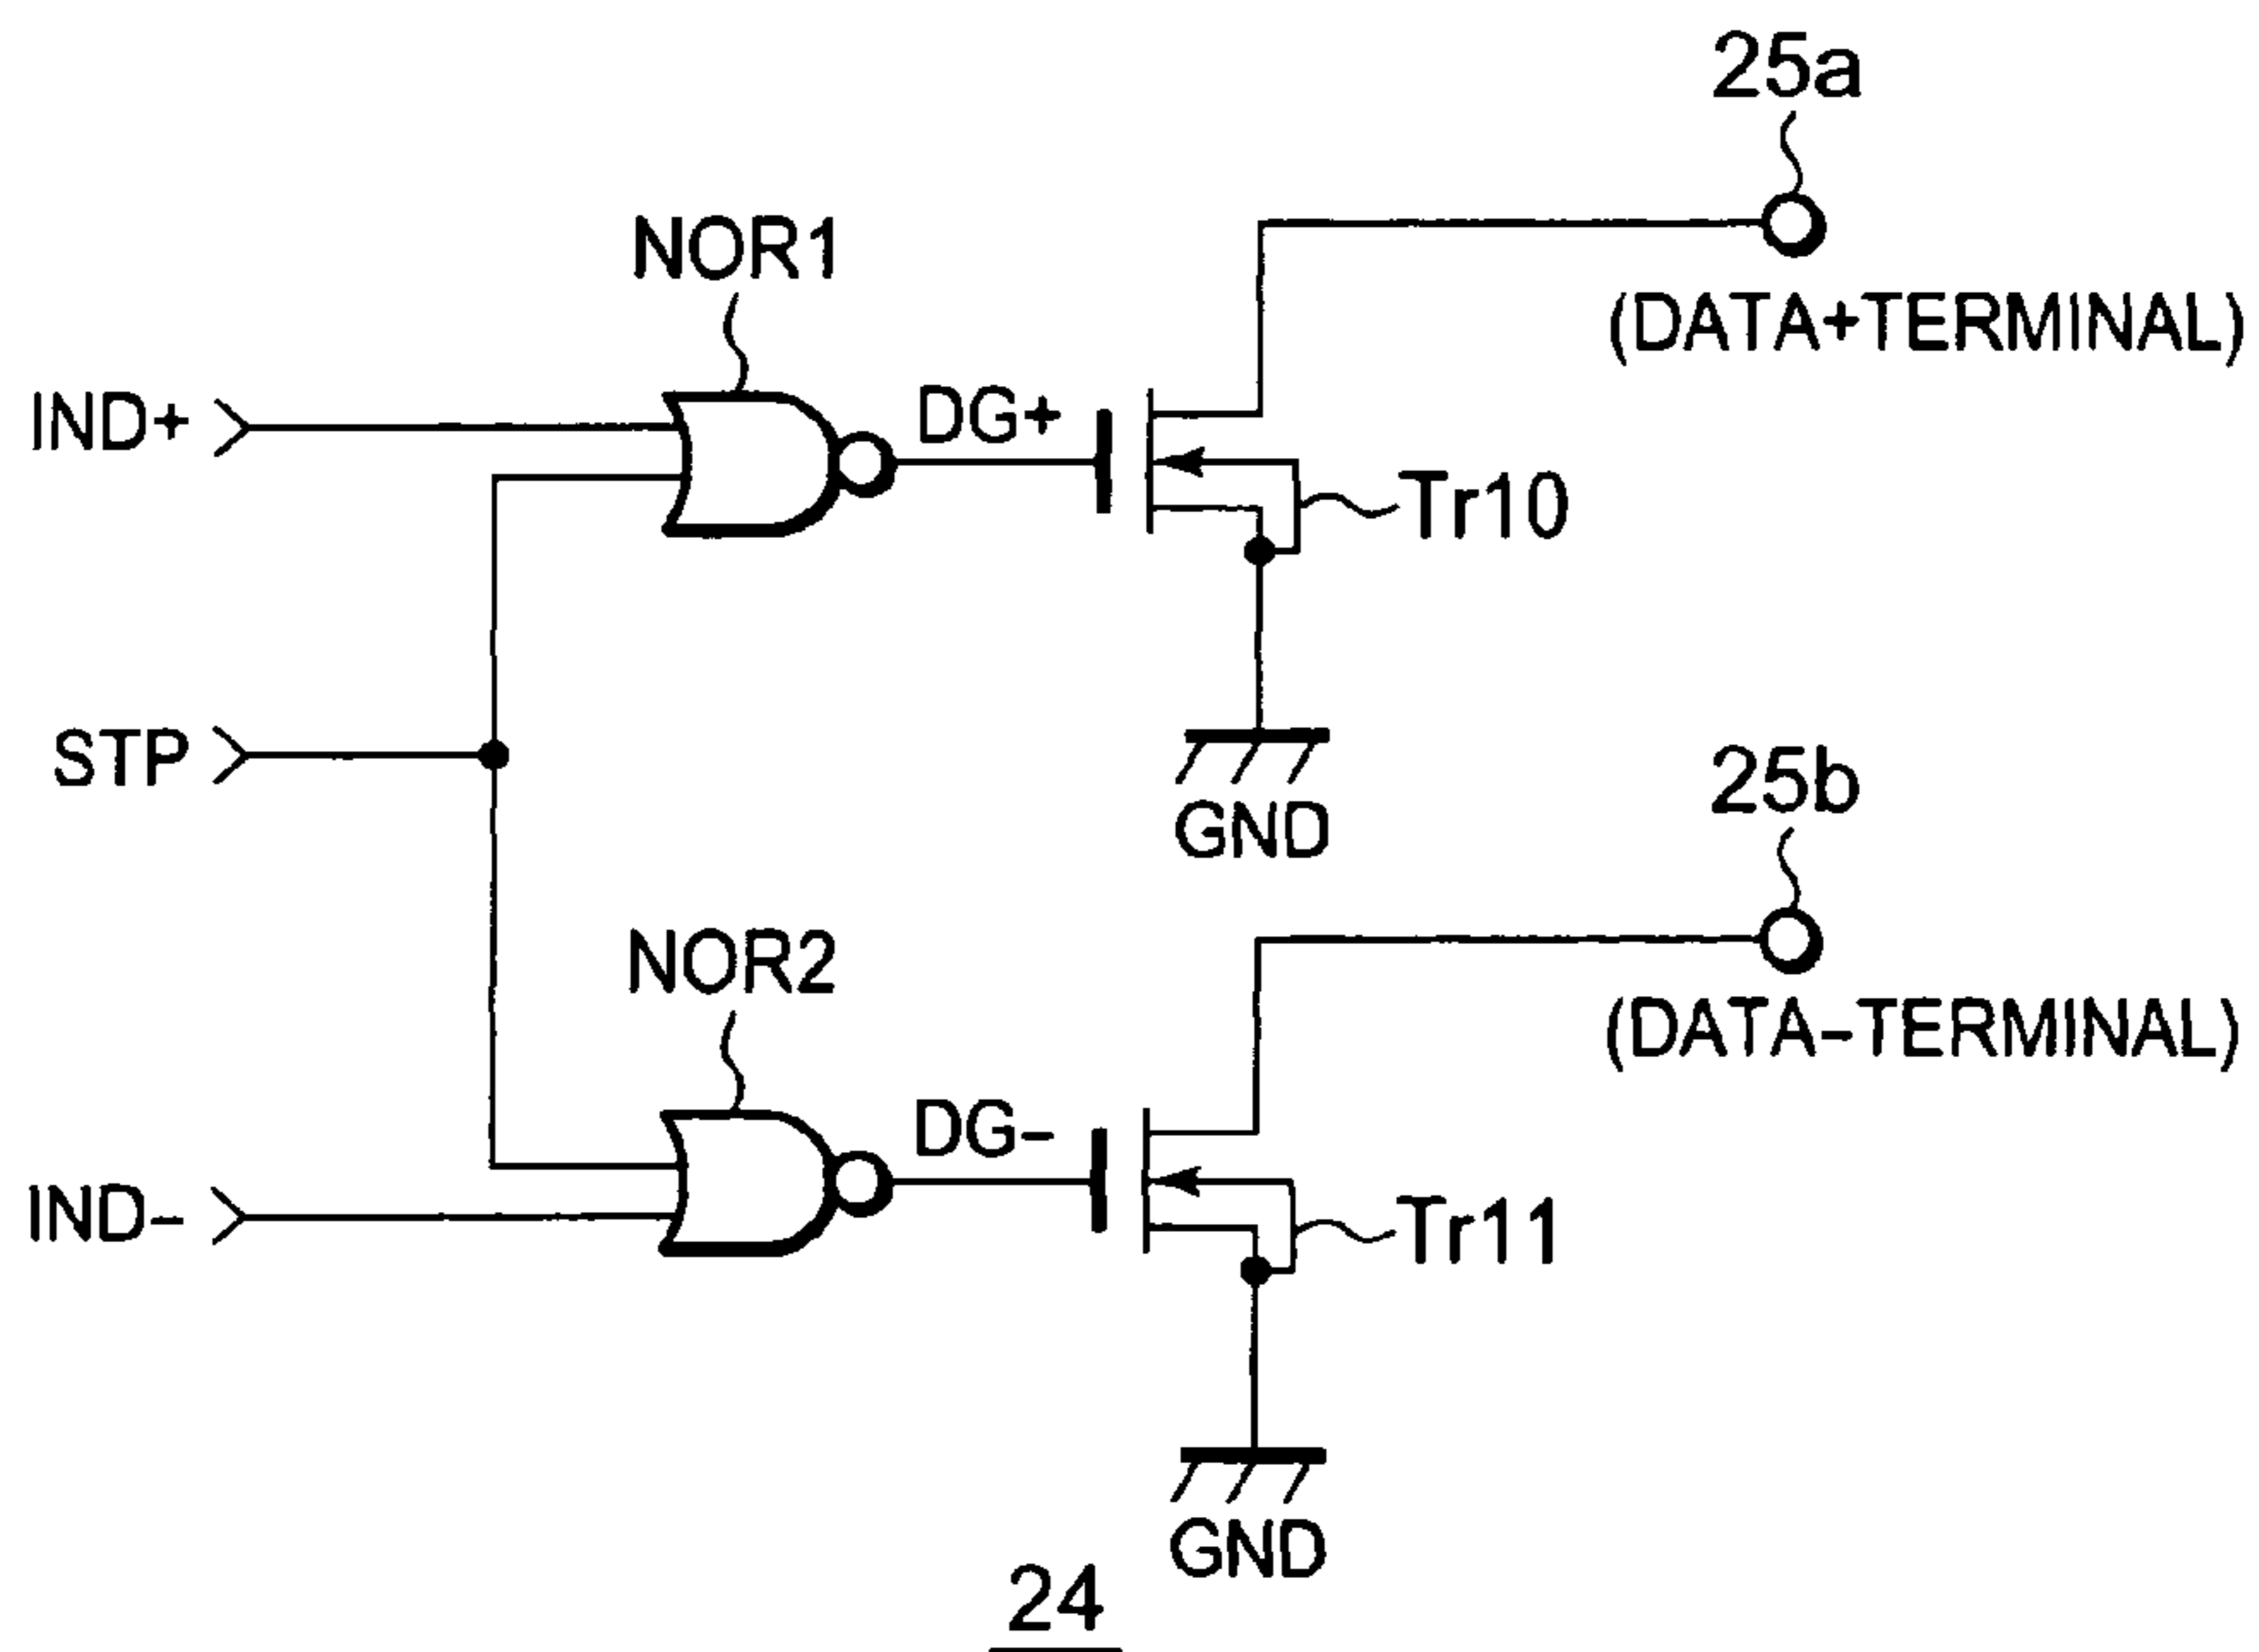 25a
(DATA+TERMINAL)
NOR1
IND+
DG+
Tr10
STP
GND
25b
(DATA−TERMINAL)
NOR2
DG−
IND−
Tr11
GND
24